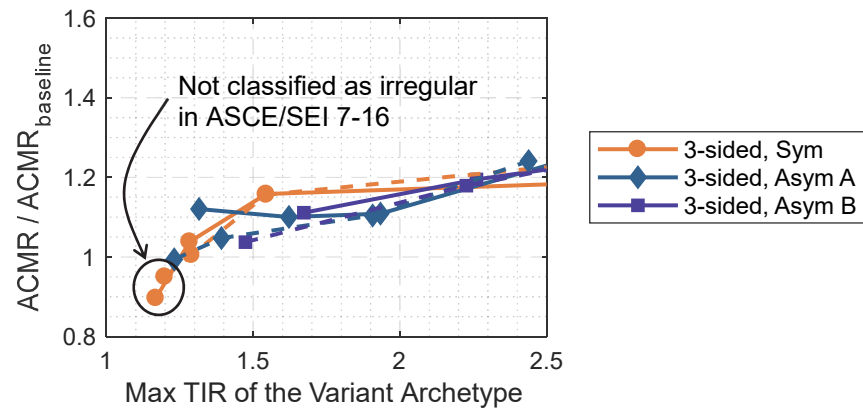 1.6
1.4
1.2
1
0.8
ACMR / ACMRbaseline
Not classified as irregular
in ASCE/SEI 7-16
1 1.5 2 2.5
Max TIR of the Variant Archetype
3-sided, Sym
3-sided, Asym A
3-sided, Asym B